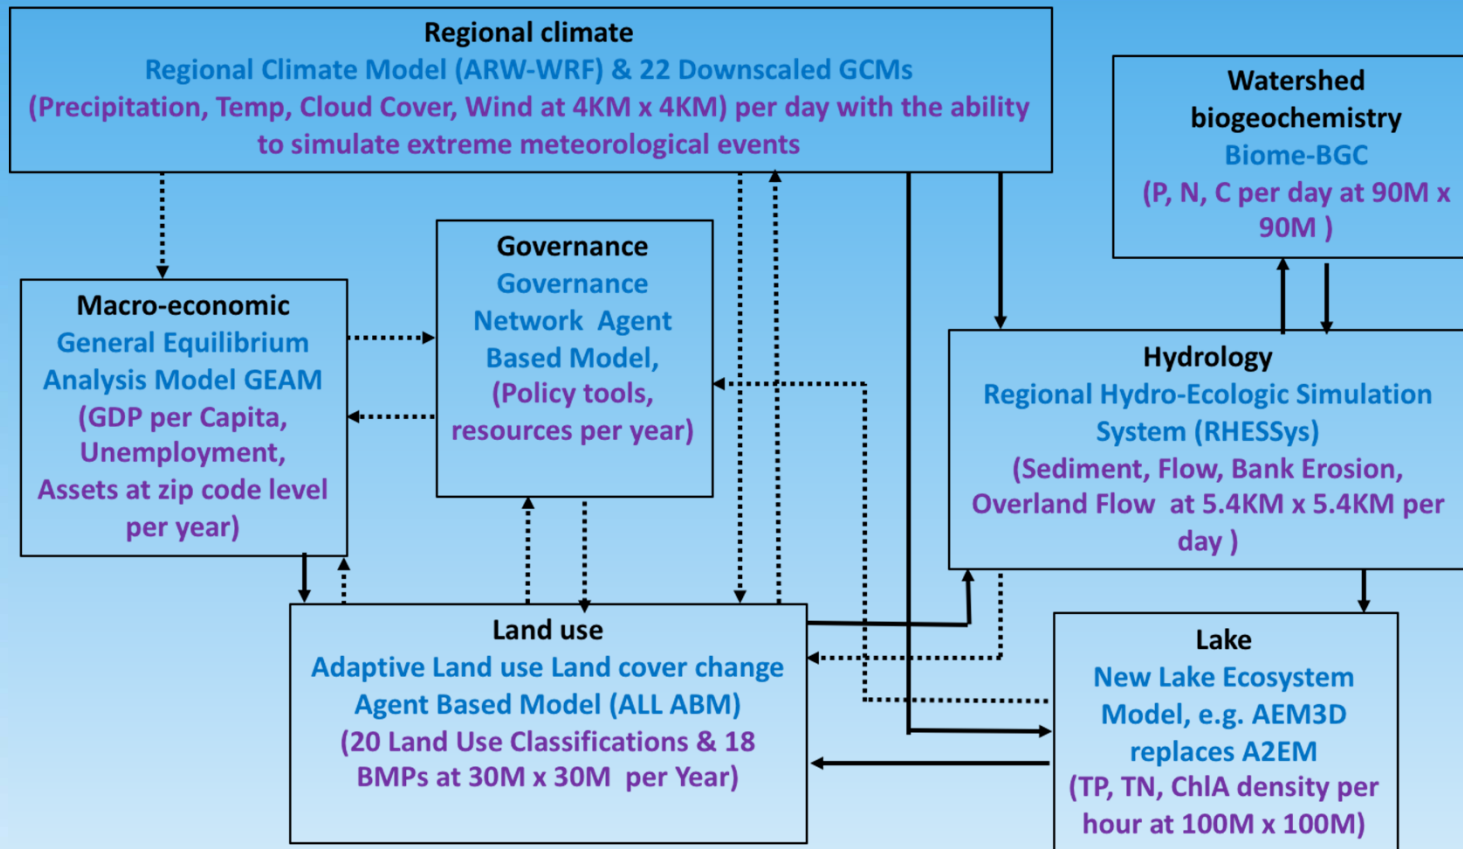 Regional climate
Regional Climate Model (ARW-WRF) & 22 Downscaled GCMs
(Precipitation, Temp, Cloud Cover, Wind at 4KM x 4KM) per day with the ability
to simulate extreme meteorological events
Watershed
biogeochemistry
Biome-BGC
(P, N, C per day at 90M x
90M )
Governance
Governance
Network Agent
Based Model,
(Policy tools,
resources per year)
Macro-economic
General Equilibrium
Analysis Model GEAM
(GDP per Capita,
Unemployment,
Assets at zip code level
per year)
Hydrology
Regional Hydro-Ecologic Simulation
System (RHESSys)
(Sediment, Flow, Bank Erosion,
Overland Flow at 5.4KM x 5.4KM per
day )
Land use
Adaptive Land use Land cover change
Agent Based Model (ALL ABM)
(20 Land Use Classifications & 18
BMPs at 30M x 30M per Year)
Lake
New Lake Ecosystem
Model, e.g. AEM3D
replaces A2EM
(TP, TN, ChlA density per
hour at 100M x 100M)